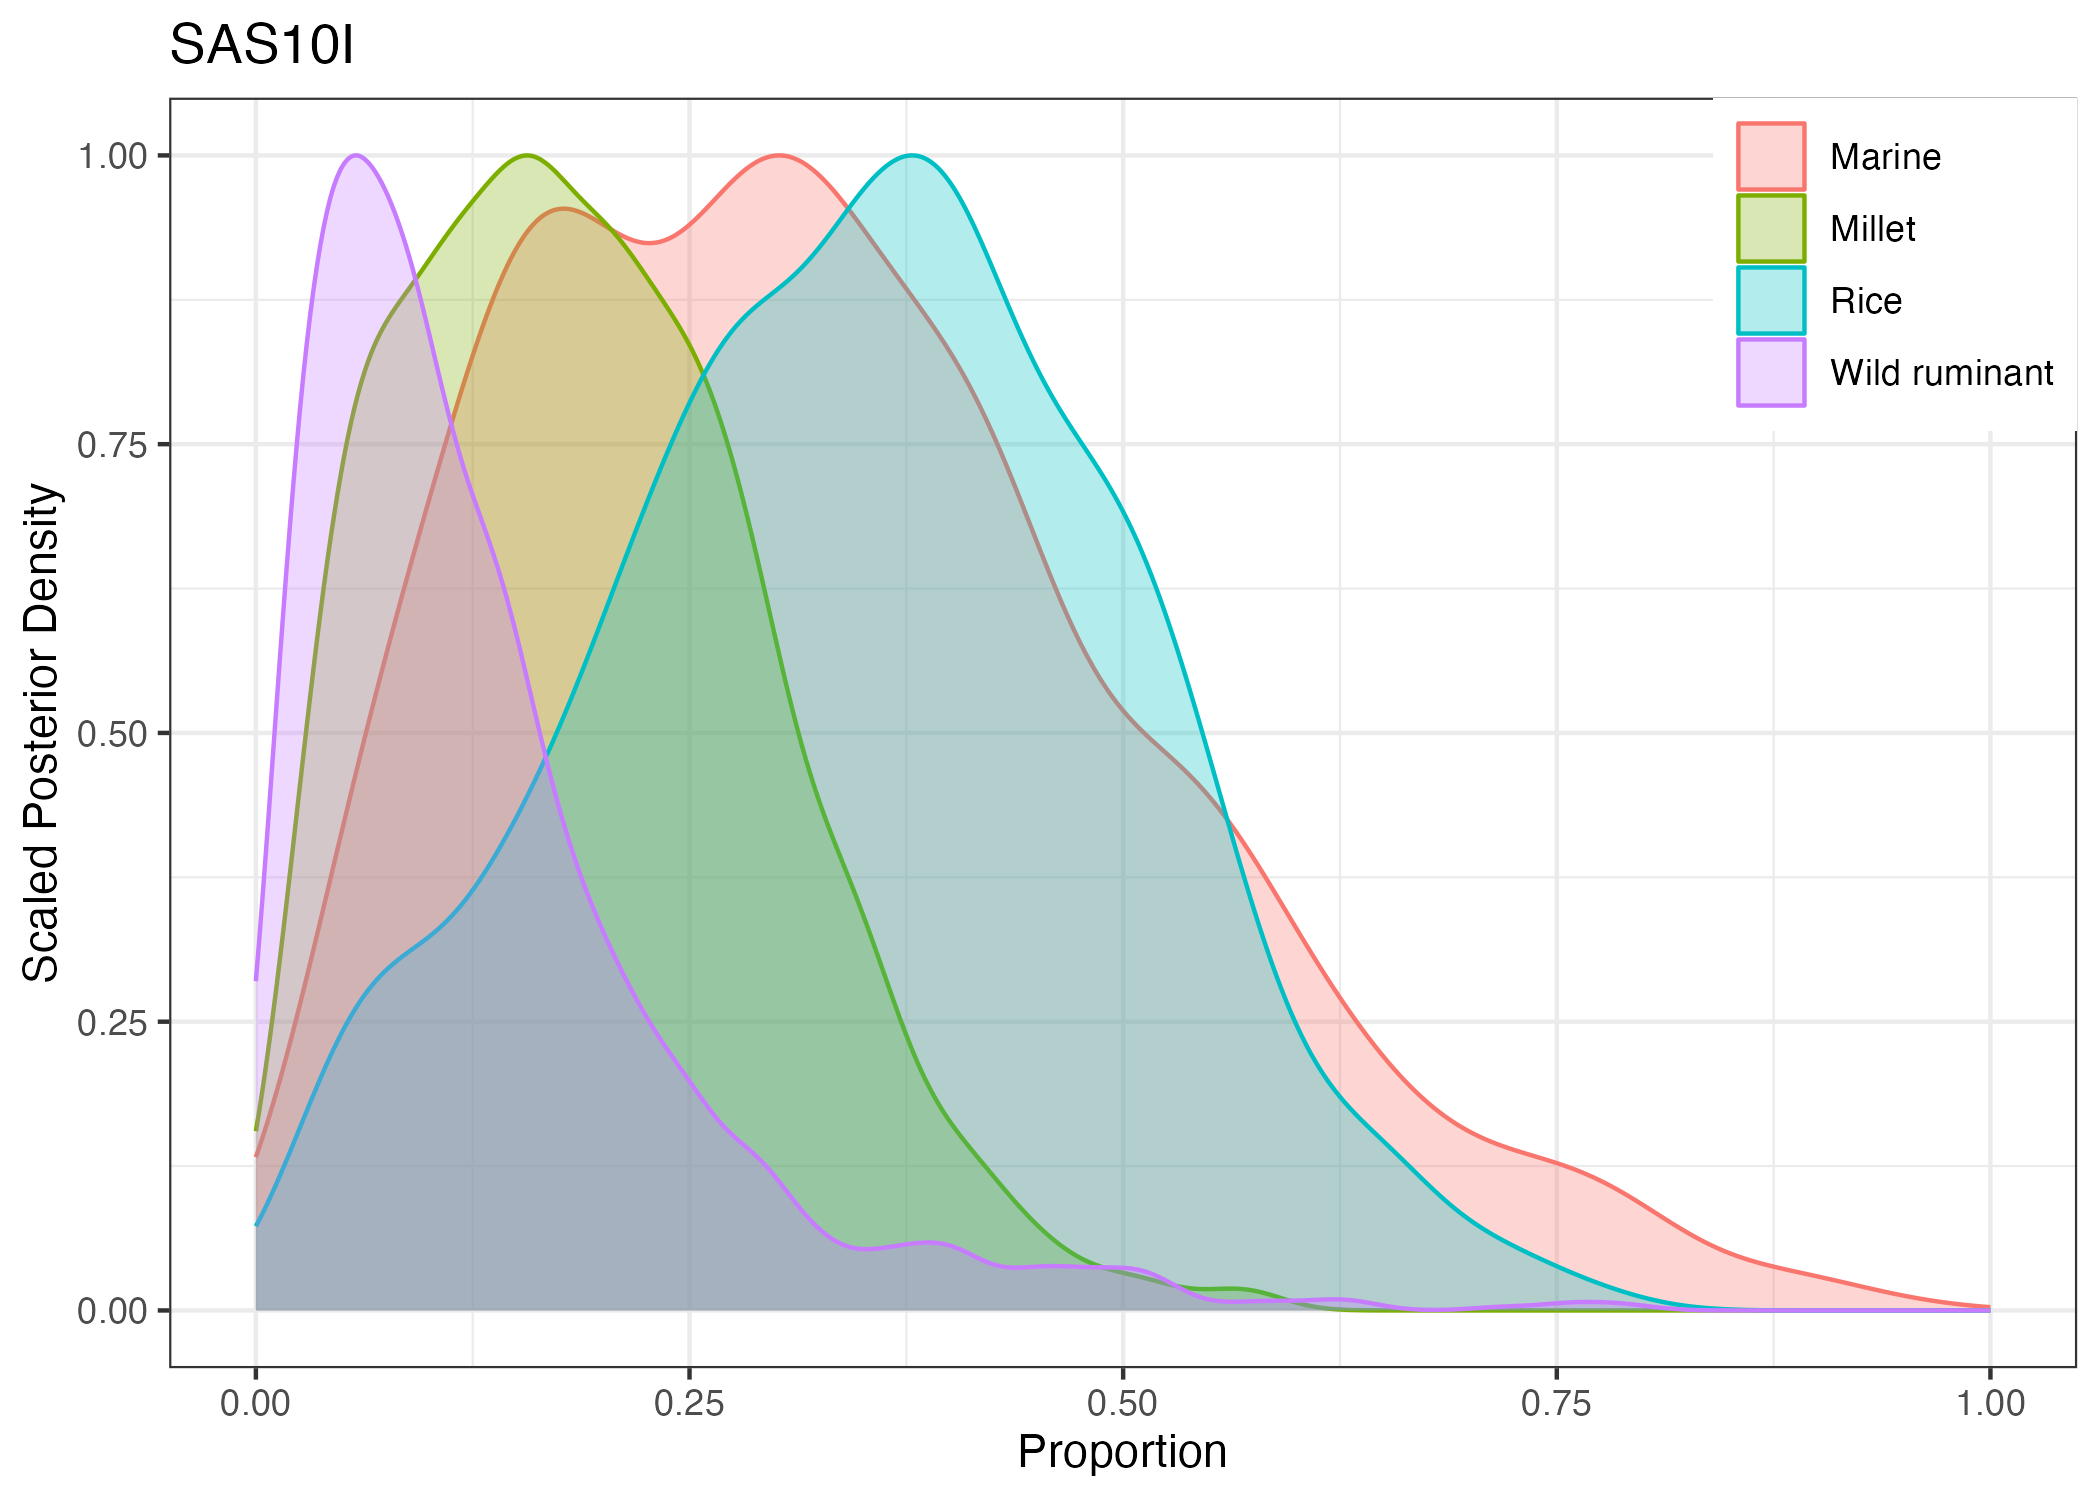 SAS10I
1.00
0.75
0.50
0.25
0.00
Scaled Posterior Density
Marine
Millet
Rice
Wild ruminant
0.00 0.25 0.50 0.75 1.00
Proportion